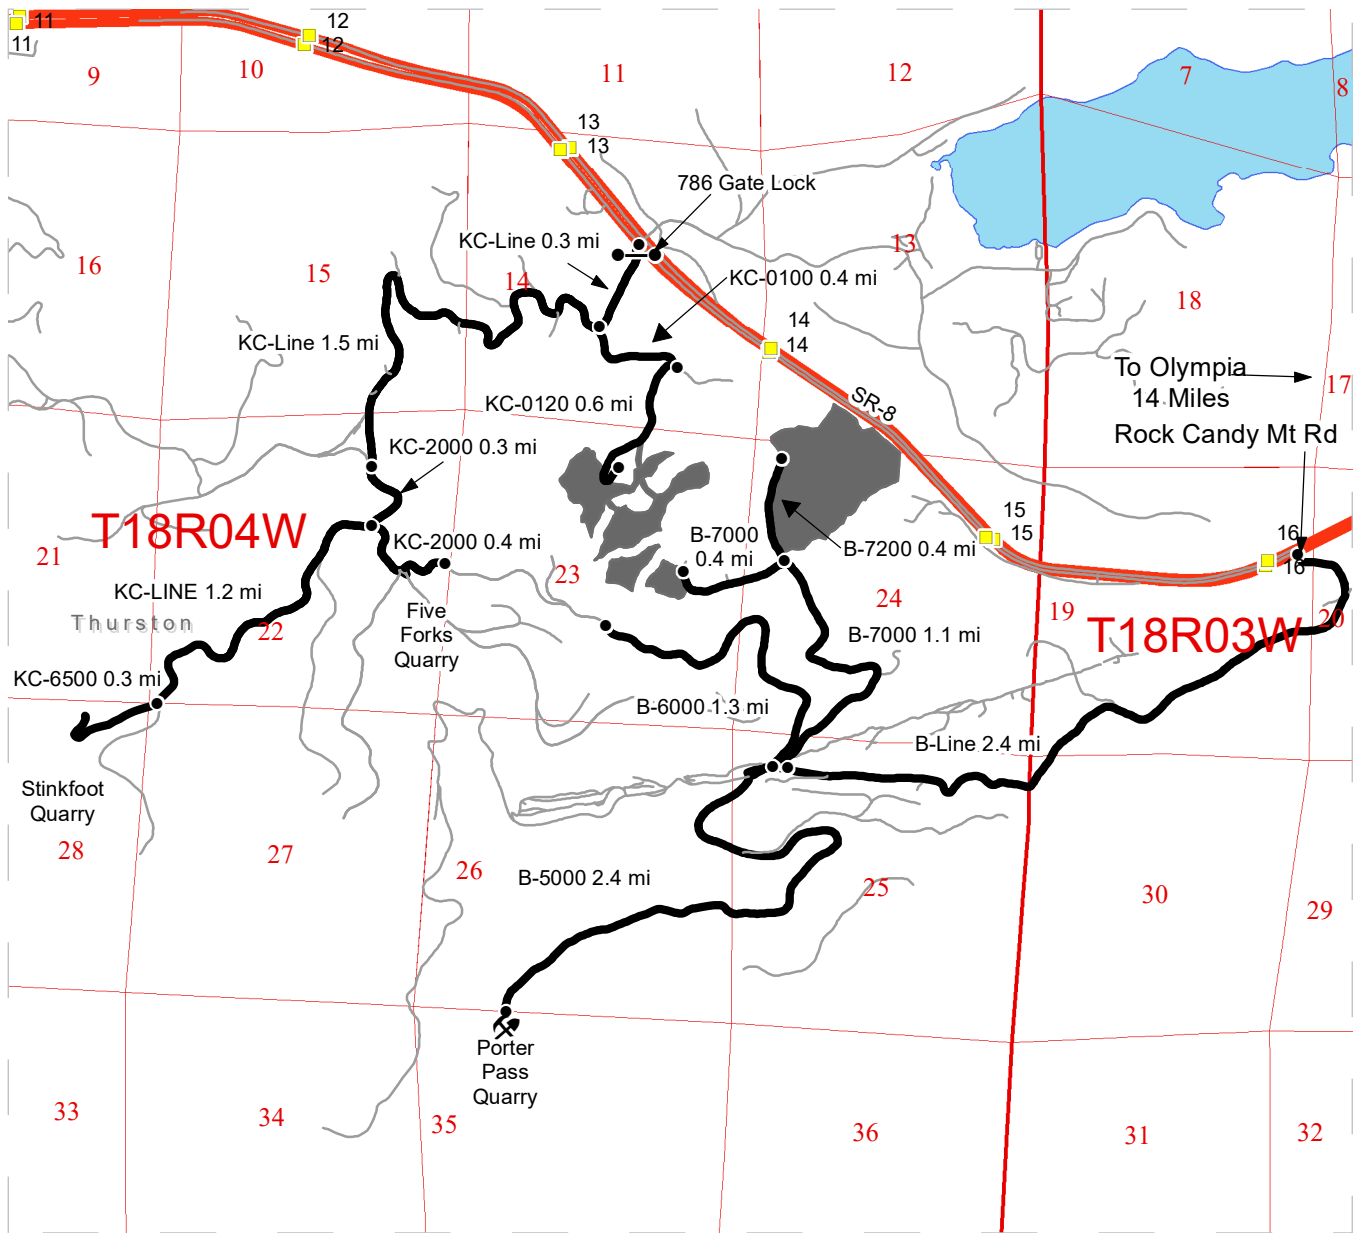 11
11
12
12
9
10
11
12
7
8
13
13
786 Gate Lock
KC-Line 0.3 mi
13
16
15
14
KC-0100 0.4 mi
18
14
14
KC-Line 1.5 mi
To Olympia
14 Miles
17
KC-0120 0.6 mi
SR-8
Rock Candy Mt Rd
KC-2000 0.3 mi
T18R04W
15
15
16
16
B-7000
0.4 mi
KC-2000 0.4 mi
B-7200 0.4 mi
21
23
KC-LINE 1.2 mi
24
19
20
Five
Forks
Quarry
Thurston
22
B-7000 1.1 mi
T18R03W
KC-6500 0.3 mi
B-6000 1.3 mi
B-Line 2.4 mi
Stinkfoot
Quarry
28
27
26
B-5000 2.4 mi
25
30
29
Porter
Pass
Quarry
33
34
35
36
31
32